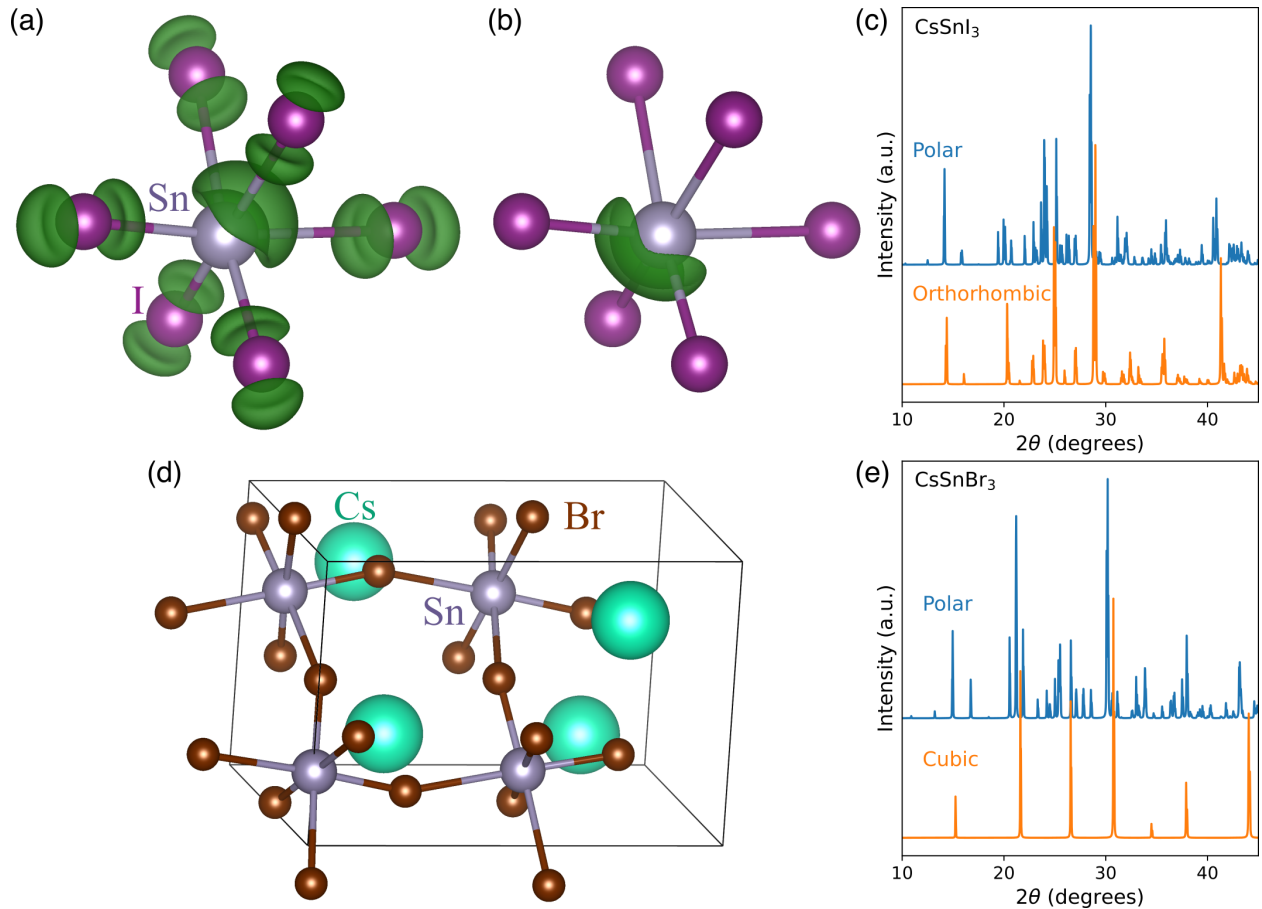 (a)
Sn
I
(b)
(c)
CsSnI₃
Polar
Orthorhombic
Intensity (a.u.)
10 20 30 40
2θ (degrees)
(d)
Cs
Br
Sn
(e)
CsSnBr₃
Polar
Cubic
Intensity (a.u.)
10 20 30 40
2θ (degrees)